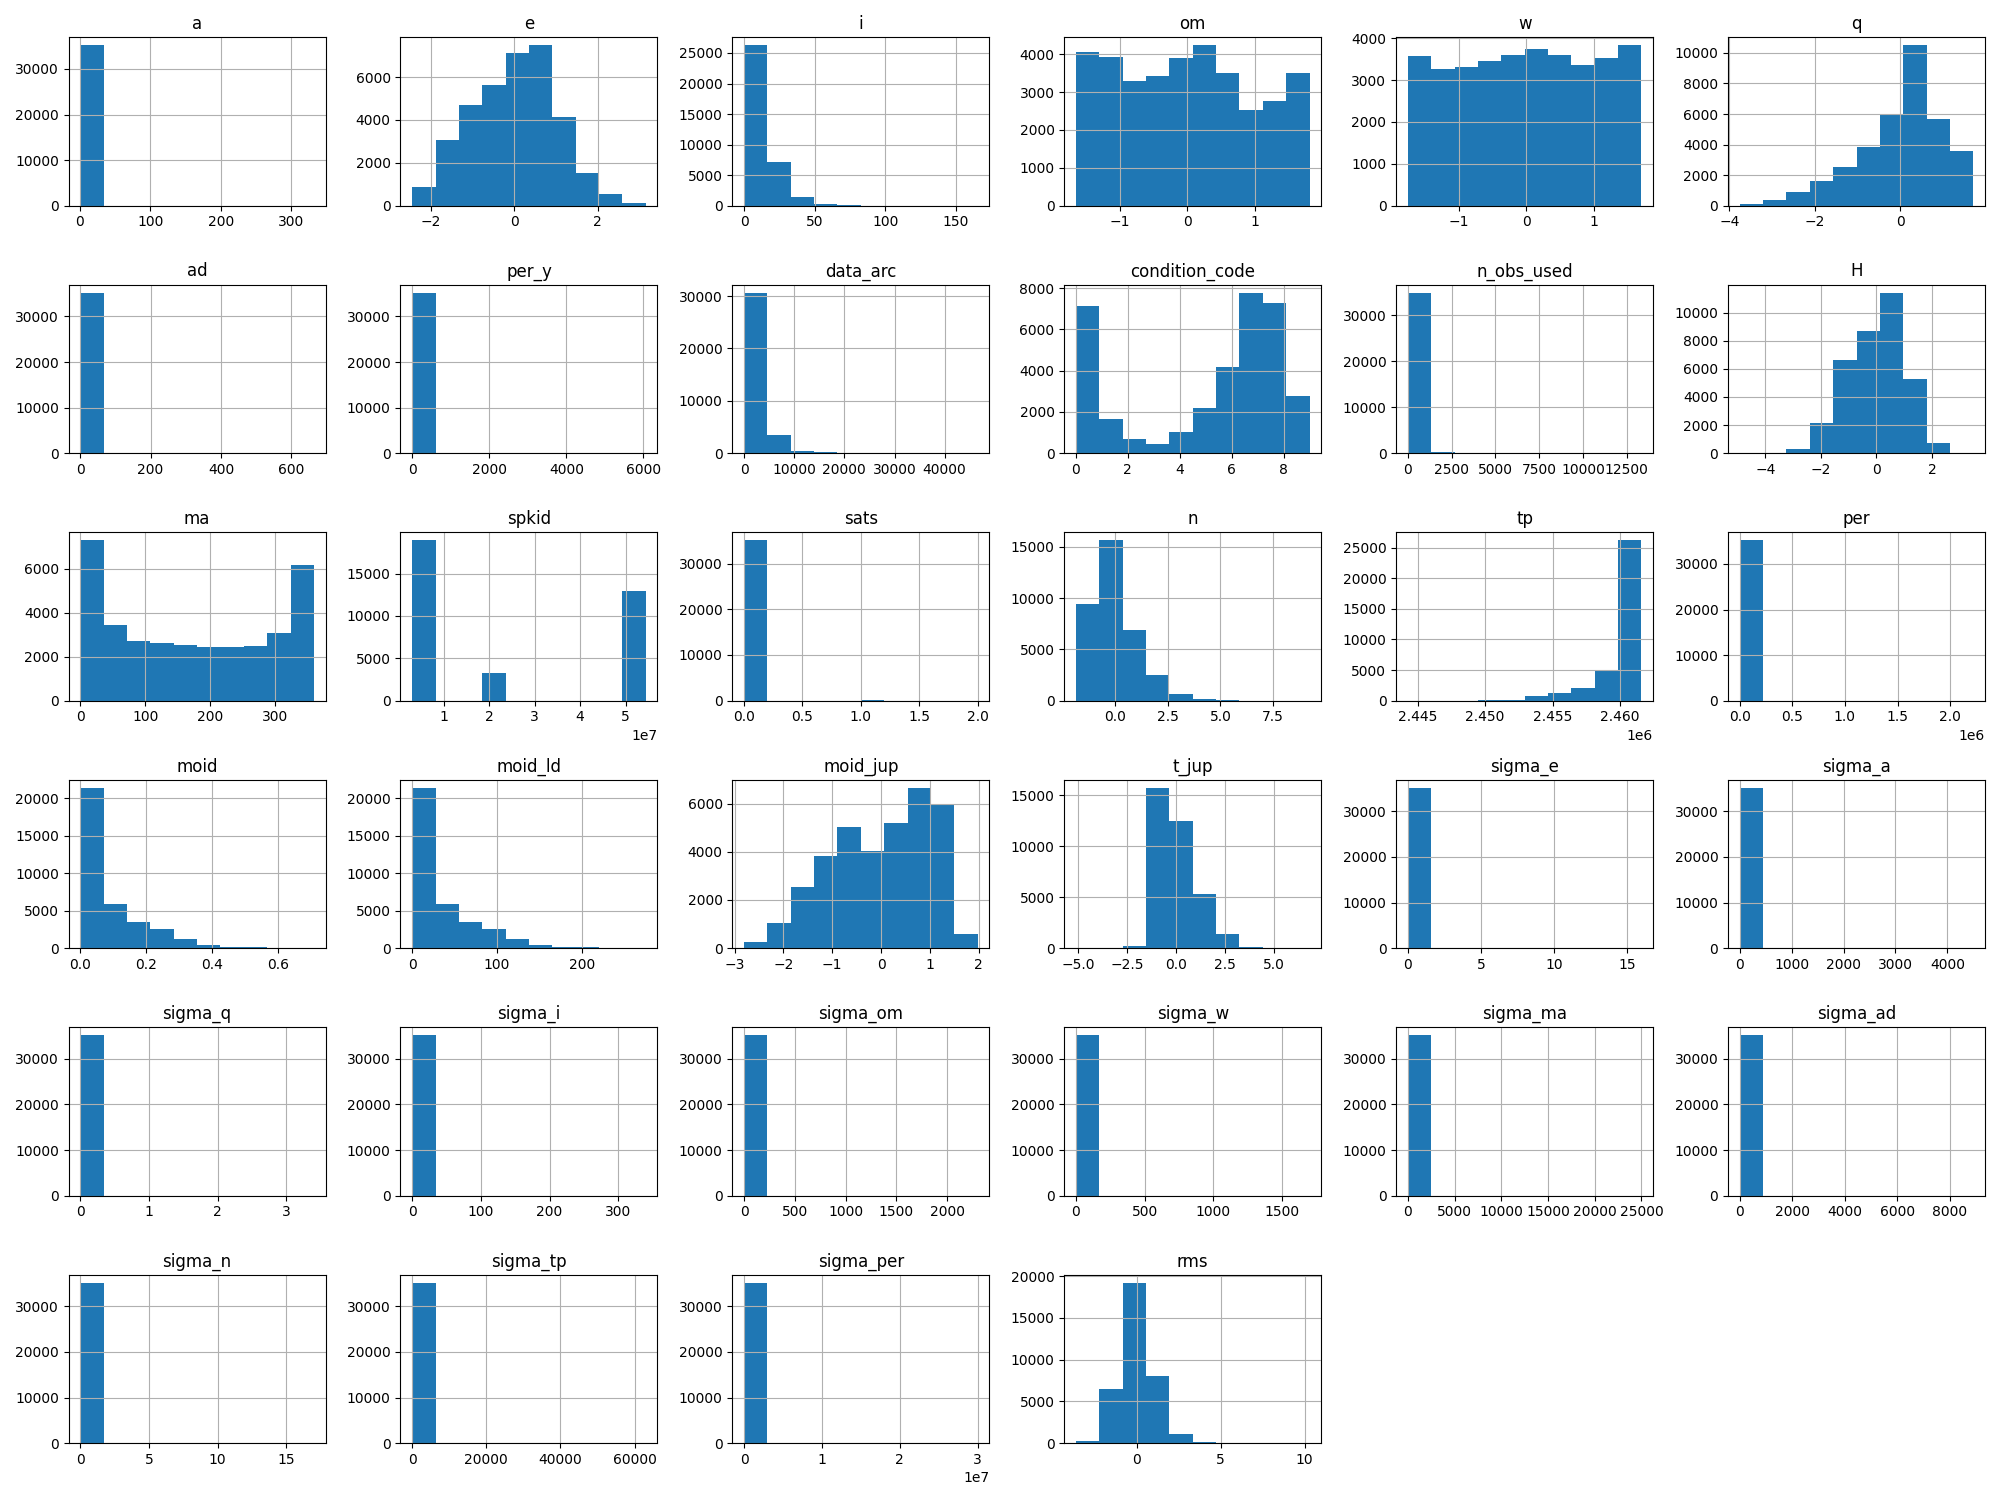 a e i om w q
30000 20000 10000 0 6000 4000 2000 0 25000 20000 15000 10000 5000 0 4000 3000 2000 1000 0 4000 3000 2000 1000 0 10000 8000 6000 4000 2000 0
0 100 200 300 −2 0 2 0 50 100 150 −1 0 1 −1 0 1 −4 −2 0
ad per_y data_arc condition_code n_obs_used H
30000 20000 10000 0 30000 20000 10000 0 30000 20000 10000 0 8000 6000 4000 2000 0 30000 20000 10000 0 10000 8000 6000 4000 2000 0
0 200 400 600 0 2000 4000 6000 0 10000 20000 30000 40000 0 2 4 6 8 0 2500 5000 7500 10000 12500 −4 −2 0 2
ma spkid sats n tp per
6000 4000 2000 0 15000 10000 5000 0 30000 20000 10000 0 15000 10000 5000 0 25000 20000 15000 10000 5000 0 30000 20000 10000 0
0 100 200 300 1 2 3 4 5 0.0 0.5 1.0 1.5 2.0 0.0 2.5 5.0 7.5 2.445 2.450 2.455 2.460 0.0 0.5 1.0 1.5 2.0
1e7 1e6 1e6
moid moid_ld moid_jup t_jup sigma_e sigma_a
20000 15000 10000 5000 0 20000 15000 10000 5000 0 6000 4000 2000 0 15000 10000 5000 0 30000 20000 10000 0 30000 20000 10000 0
0.0 0.2 0.4 0.6 0 100 200 −3 −2 −1 0 1 2 −5.0 −2.5 0.0 2.5 5.0 0 5 10 15 0 1000 2000 3000 4000
sigma_q sigma_i sigma_om sigma_w sigma_ma sigma_ad
30000 20000 10000 0 30000 20000 10000 0 30000 20000 10000 0 30000 20000 10000 0 30000 20000 10000 0 30000 20000 10000 0
0 1 2 3 0 100 200 300 0 500 1000 1500 2000 0 500 1000 1500 0 5000 10000 15000 20000 25000 0 2000 4000 6000 8000
sigma_n sigma_tp sigma_per rms
30000 20000 10000 0 30000 20000 10000 0 30000 20000 10000 0 20000 15000 10000 5000 0
0 5 10 15 0 20000 40000 60000 0 1 2 3 0 5 10
1e7